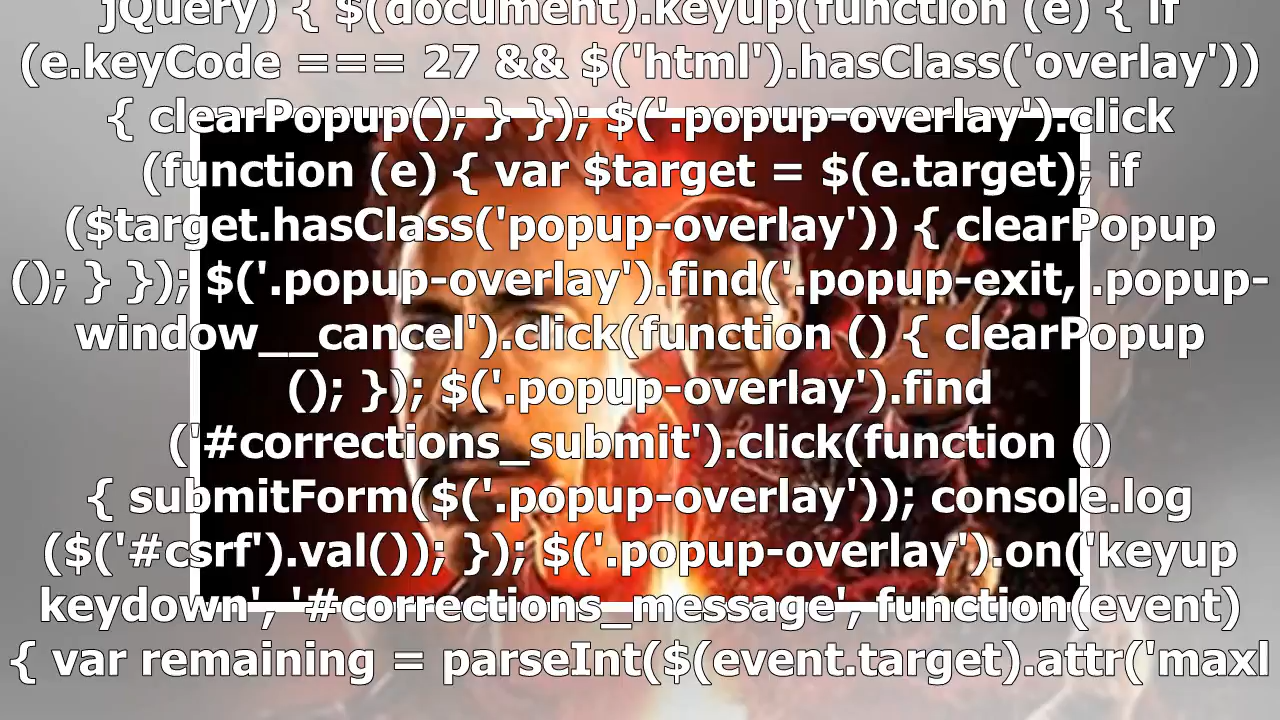 jQuery) { $(document).keyup(function (e) { if
(e.keyCode === 27 && $('html').hasClass('overlay'))
{ clearPopup(); } }); $('.popup-overlay').click
(function (e) { var $target = $(e.target); if
($target.hasClass('popup-overlay')) { clearPopup
(); } }); $('.popup-overlay').find('.popup-exit, .popup-
window__cancel').click(function () { clearPopup
(); }); $('.popup-overlay').find
('#corrections_submit').click(function ()
{ submitForm($('.popup-overlay')); console.log
($('#csrf').val()); }); $('.popup-overlay').on('keyup
keydown', '#corrections_message', function(event)
{ var remaining = parseInt($(event.target).attr('maxl